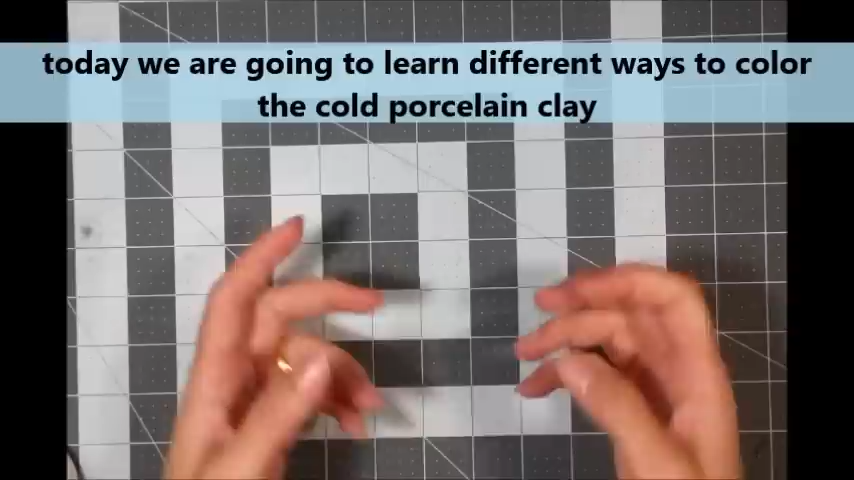 today we are going to learn different ways to color
the cold porcelain clay